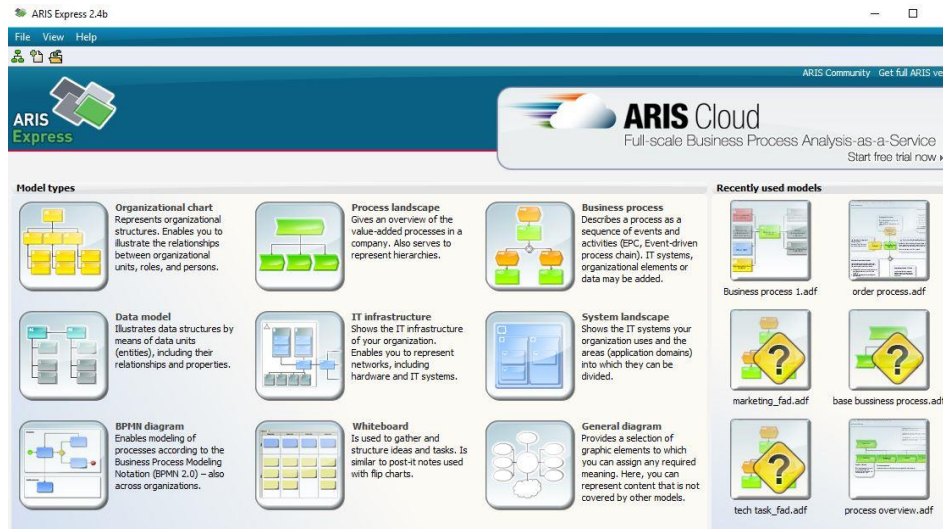 ARIS Express 2.4b
File View Help
ARIS Community Get full ARIS ve
ARIS
Express
ARIS Cloud
Full-scale Business Process Analysis-as-a-Service
Start free trial now
Model types
Organizational chart
Represents organizational
structures. Enables you to
illustrate the relationships
between organizational
units, roles, and persons.
Process landscape
Gives an overview of the
value-added processes in a
company. Also serves to
represent hierarchies.
Business process
Describes a process as a
sequence of events and
activities (EPC, Event-driven
process chain). IT systems,
organizational elements or
data may be added.
Data model
Illustrates data structures by
means of data units
(entities), including their
relationships and properties.
IT infrastructure
Shows the IT infrastructure
of your organization.
Enables you to represent
networks, including
hardware and IT systems.
System landscape
Shows the IT systems your
organization uses and the
areas (application domains)
into which they can be
divided.
BPMN diagram
Enables modeling of
processes according to the
Business Process Modeling
Notation (BPMN 2.0) – also
across organizations.
Whiteboard
Is used to gather and
structure ideas and tasks. Is
similar to post-it notes used
with flip charts.
General diagram
Provides a selection of
graphic elements to which
you can assign any required
meaning. Here, you can
represent content that is not
covered by other models.
Recently used models
Business process 1.adf
order process.adf
marketing_fad.adf
base bussiness process.adf
tech task_fad.adf
process overview.adf